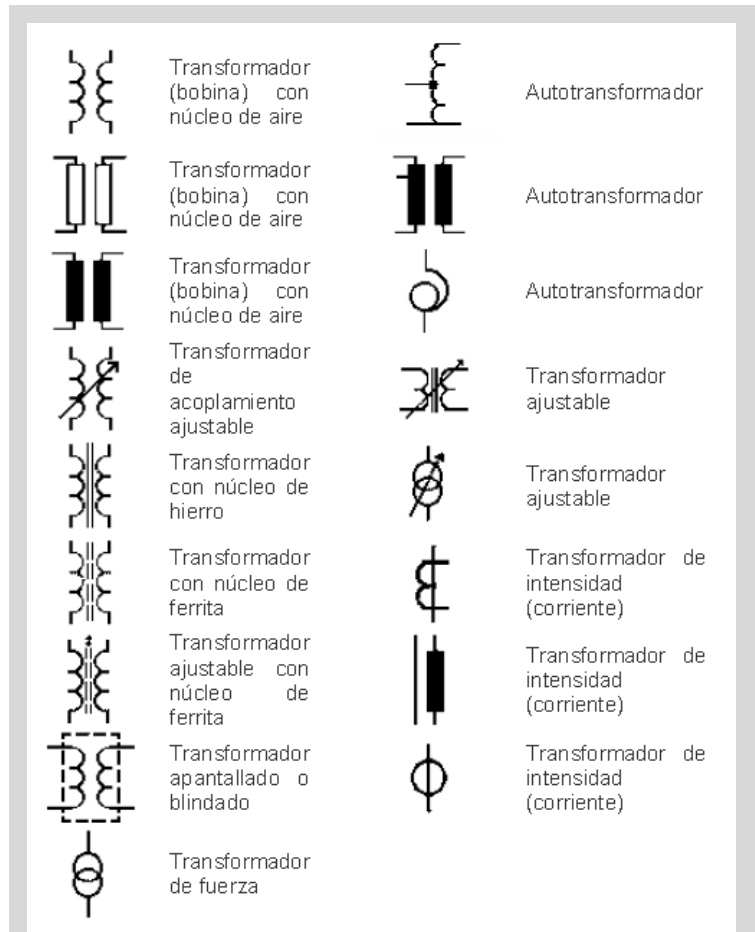 Transformador
(bobina) con
núcleo de aire
Autotransformador
Transformador
(bobina) con
núcleo de aire
Autotransformador
Transformador
(bobina) con
núcleo de aire
Autotransformador
Transformador
de
acoplamiento
ajustable
Transformador
ajustable
Transformador
con núcleo de
hierro
Transformador
ajustable
Transformador
con núcleo de
ferrita
Transformador de
intensidad
(corriente)
Transformador
ajustable con
núcleo de
ferrita
Transformador de
intensidad
(corriente)
Transformador
apantallado o
blindado
Transformador de
intensidad
(corriente)
Transformador
de fuerza